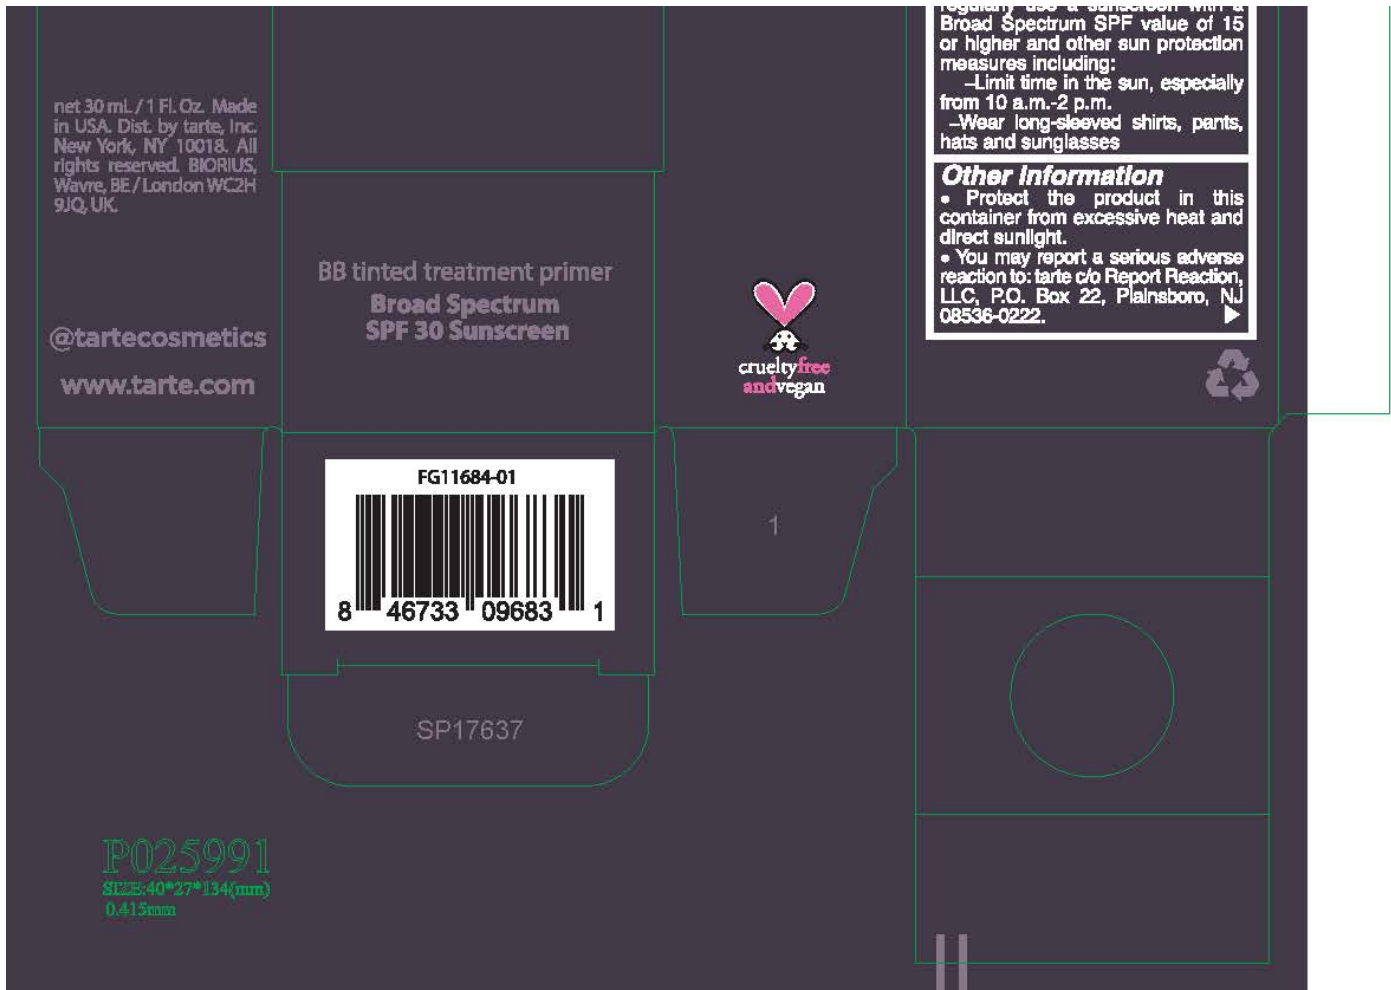 net 30 mL / 1 Fl. Oz. Made
in USA. Dist. by tarte, Inc.
New York, NY 10018. All
rights reserved. BIORIUS,
Wavre, BE / London WC2H
9JQ, UK.
@tartecosmetics
www.tarte.com
BB tinted treatment primer
Broad Spectrum
SPF 30 Sunscreen
crueltyfree
andvegan
regularly use a sunscreen with a
Broad Spectrum SPF value of 15
or higher and other sun protection
measures including:
–Limit time in the sun, especially
from 10 a.m.-2 p.m.
–Wear long-sleeved shirts, pants,
hats and sunglasses
Other Information
• Protect the product in this
container from excessive heat and
direct sunlight.
• You may report a serious adverse
reaction to: tarte c/o Report Reaction,
LLC, P.O. Box 22, Plainsboro, NJ
08536-0222.
FG11684-01
8 46733 09683 1
1
SP17637
P025991
SIZE:40*27*134(mm)
0.415mm